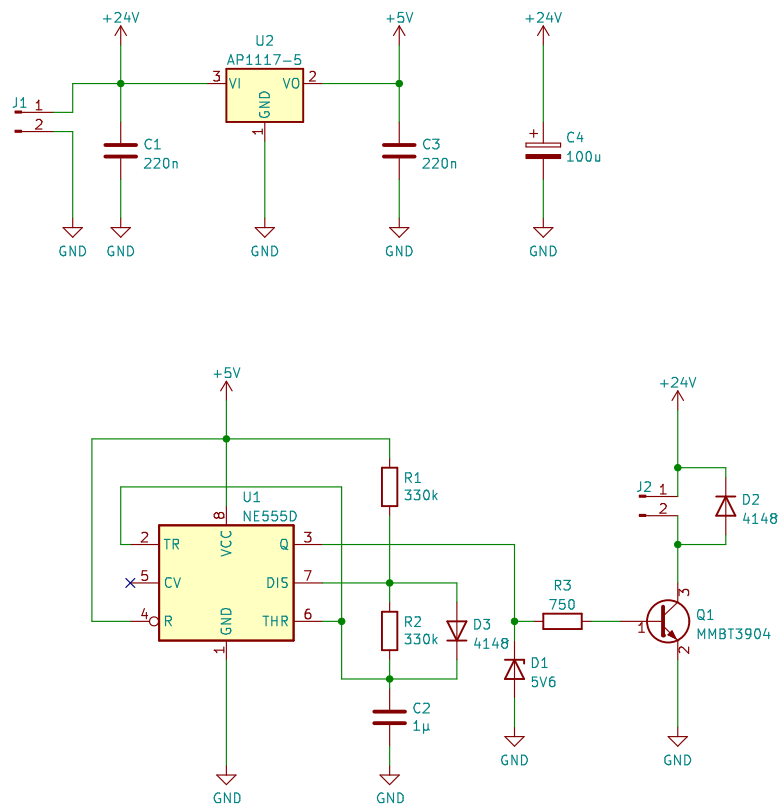 +24V
+5V
+24V
U2
AP1117-5
3 VI VO 2
GND
1
J1
1
2
C1
220n
C3
220n
+
C4
100u
GND
GND
GND
GND
GND
+5V
+24V
R1
330k
J2
1
2
D2
4148
U1
NE555D
8
VCC
2 TR Q 3
5 CV DIS 7
4 R THR 6
GND
1
R2
330k
D3
4148
R3
750
3
1
2
Q1
MMBT3904
D1
5V6
C2
1µ
GND
GND
GND
GND